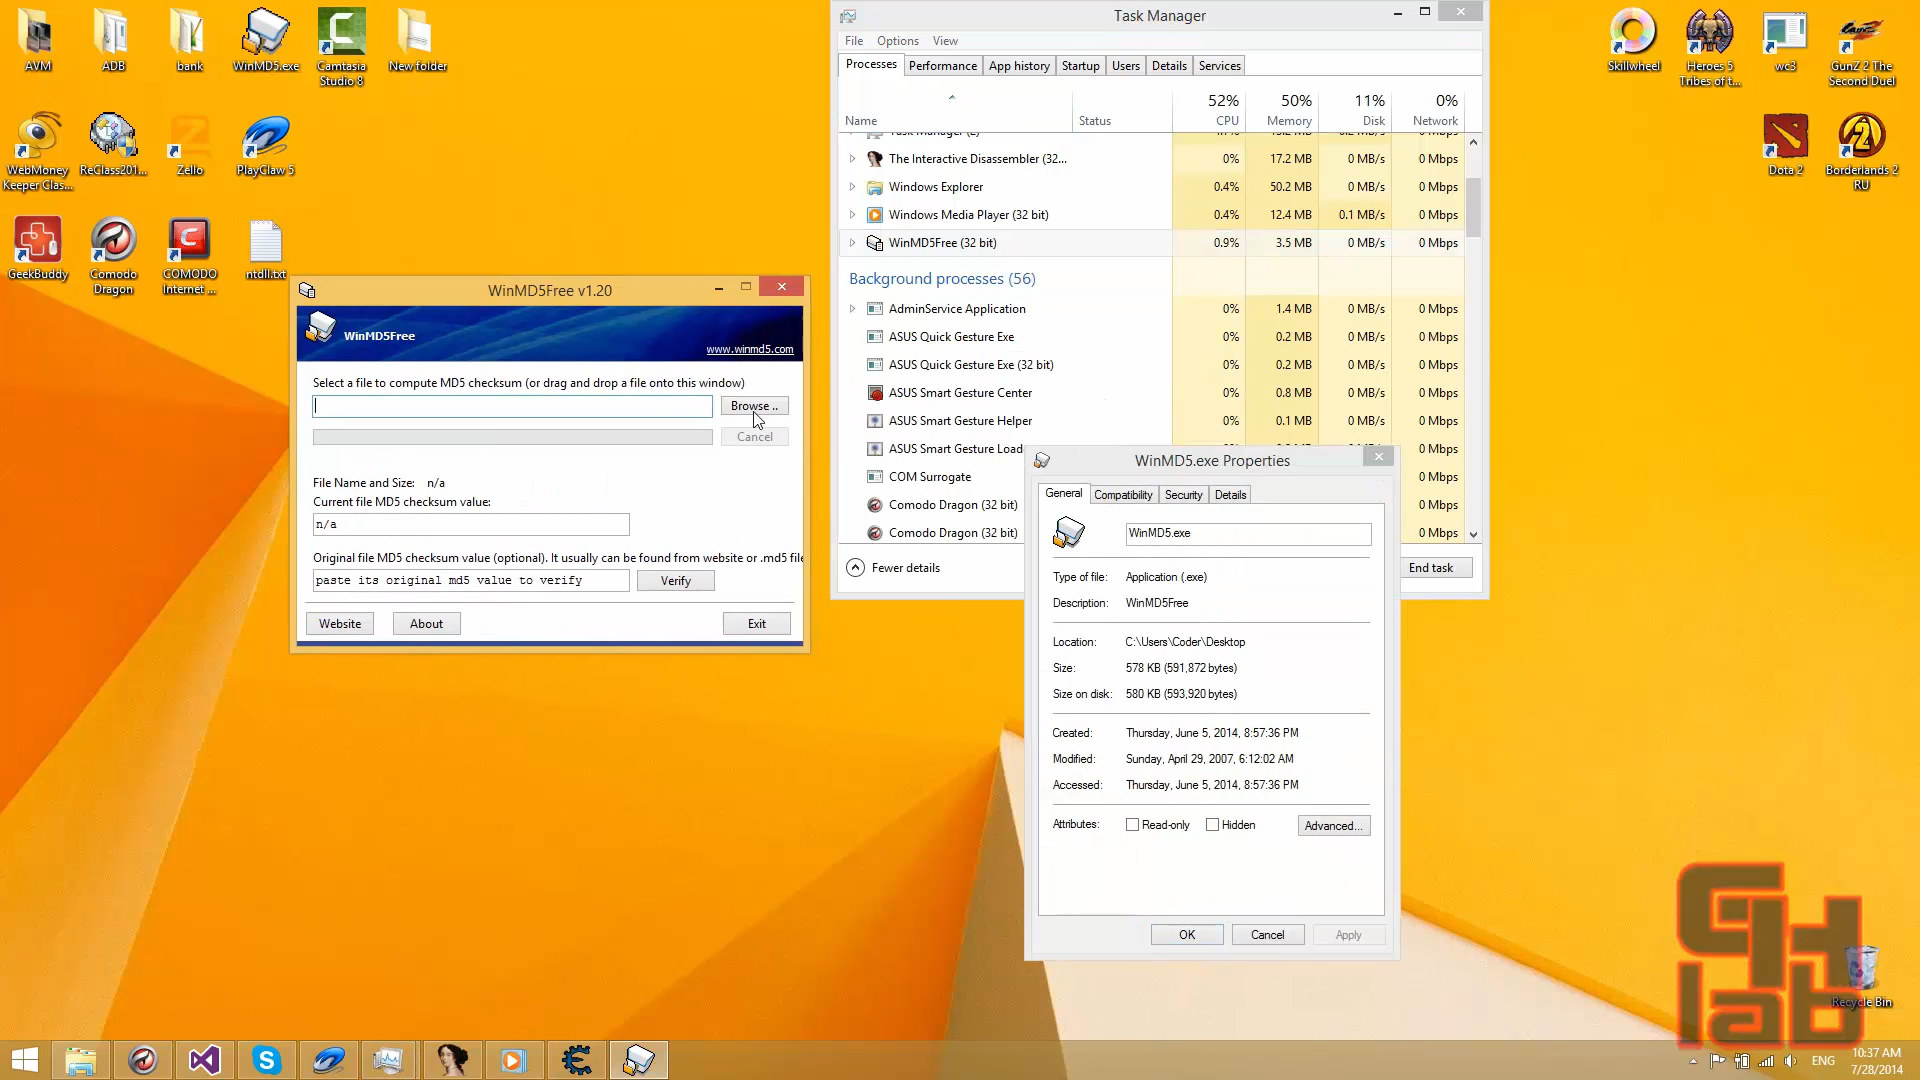 AVM
ADB
bank
WinMD5.exe
Camtasia
Studio 8
New folder
WebMoney
Keeper Clas...
ReClass201...
Zello
PlayClaw 5
GeekBuddy
Comodo
Dragon
COMODO
Internet ...
ntdll.txt
Skillwheel
Heroes 5
Tribes of t...
wc3
GunZ 2 The
Second Duel
Dota 2
Borderlands 2
RU
Task Manager
File Options View
Processes Performance App history Startup Users Details Services
52% 50% 11% 0%
Name Status CPU Memory Disk Network
The Interactive Disassembler (32... 0% 17.2 MB 0 MB/s 0 Mbps
Windows Explorer 0.4% 50.2 MB 0 MB/s 0 Mbps
Windows Media Player (32 bit) 0.4% 12.4 MB 0.1 MB/s 0 Mbps
WinMD5Free (32 bit) 0.9% 3.5 MB 0 MB/s 0 Mbps
Background processes (56)
AdminService Application 0% 1.4 MB 0 MB/s 0 Mbps
ASUS Quick Gesture Exe 0% 0.2 MB 0 MB/s 0 Mbps
ASUS Quick Gesture Exe (32 bit) 0% 0.2 MB 0 MB/s 0 Mbps
ASUS Smart Gesture Center 0% 0.8 MB 0 MB/s 0 Mbps
ASUS Smart Gesture Helper 0% 0.1 MB 0 MB/s 0 Mbps
ASUS Smart Gesture Load 0 Mbps
COM Surrogate 0 Mbps
Comodo Dragon (32 bit) 0 Mbps
Comodo Dragon (32 bit) 0 Mbps
Fewer details End task
WinMD5Free v1.20
WinMD5Free
www.winmd5.com
Select a file to compute MD5 checksum (or drag and drop a file onto this window)
Browse ..
Cancel
File Name and Size: n/a
Current file MD5 checksum value:
n/a
Original file MD5 checksum value (optional). It usually can be found from website or .md5 file
paste its original md5 value to verify Verify
Website About Exit
WinMD5.exe Properties
General Compatibility Security Details
WinMD5.exe
Type of file: Application (.exe)
Description: WinMD5Free
Location: C:\Users\Coder\Desktop
Size: 578 KB (591,872 bytes)
Size on disk: 580 KB (593,920 bytes)
Created: Thursday, June 5, 2014, 8:57:36 PM
Modified: Sunday, April 29, 2007, 6:12:02 AM
Accessed: Thursday, June 5, 2014, 8:57:36 PM
Attributes: Read-only Hidden Advanced...
OK Cancel Apply
lab
Recycle Bin
ENG
10:37 AM
7/28/2014